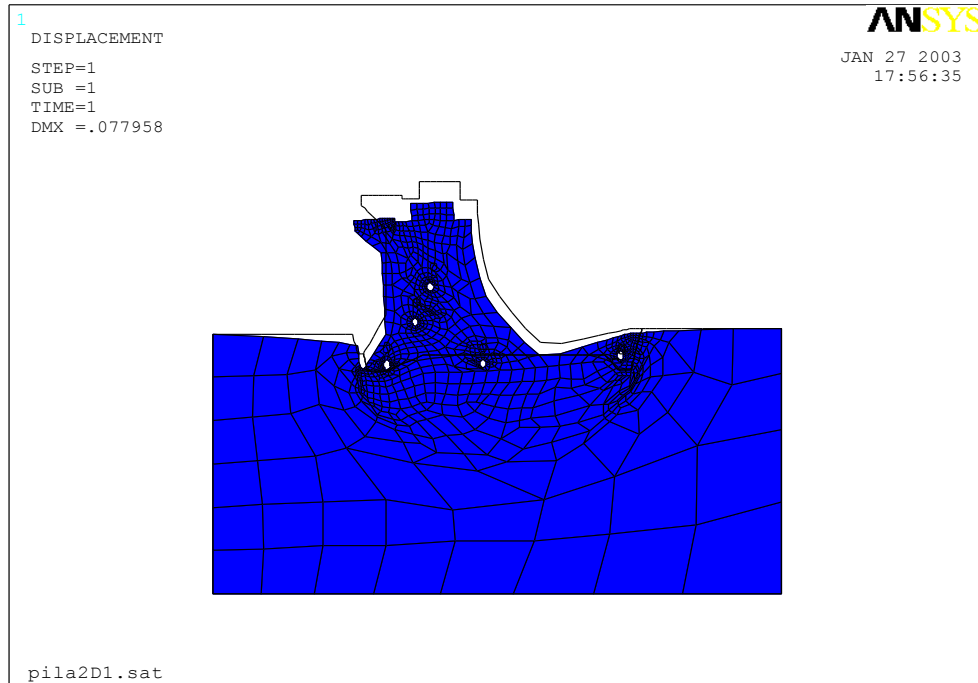 1
DISPLACEMENT
STEP=1
SUB =1
TIME=1
DMX =.077958
ANSYS
JAN 27 2003
17:56:35
pila2D1.sat